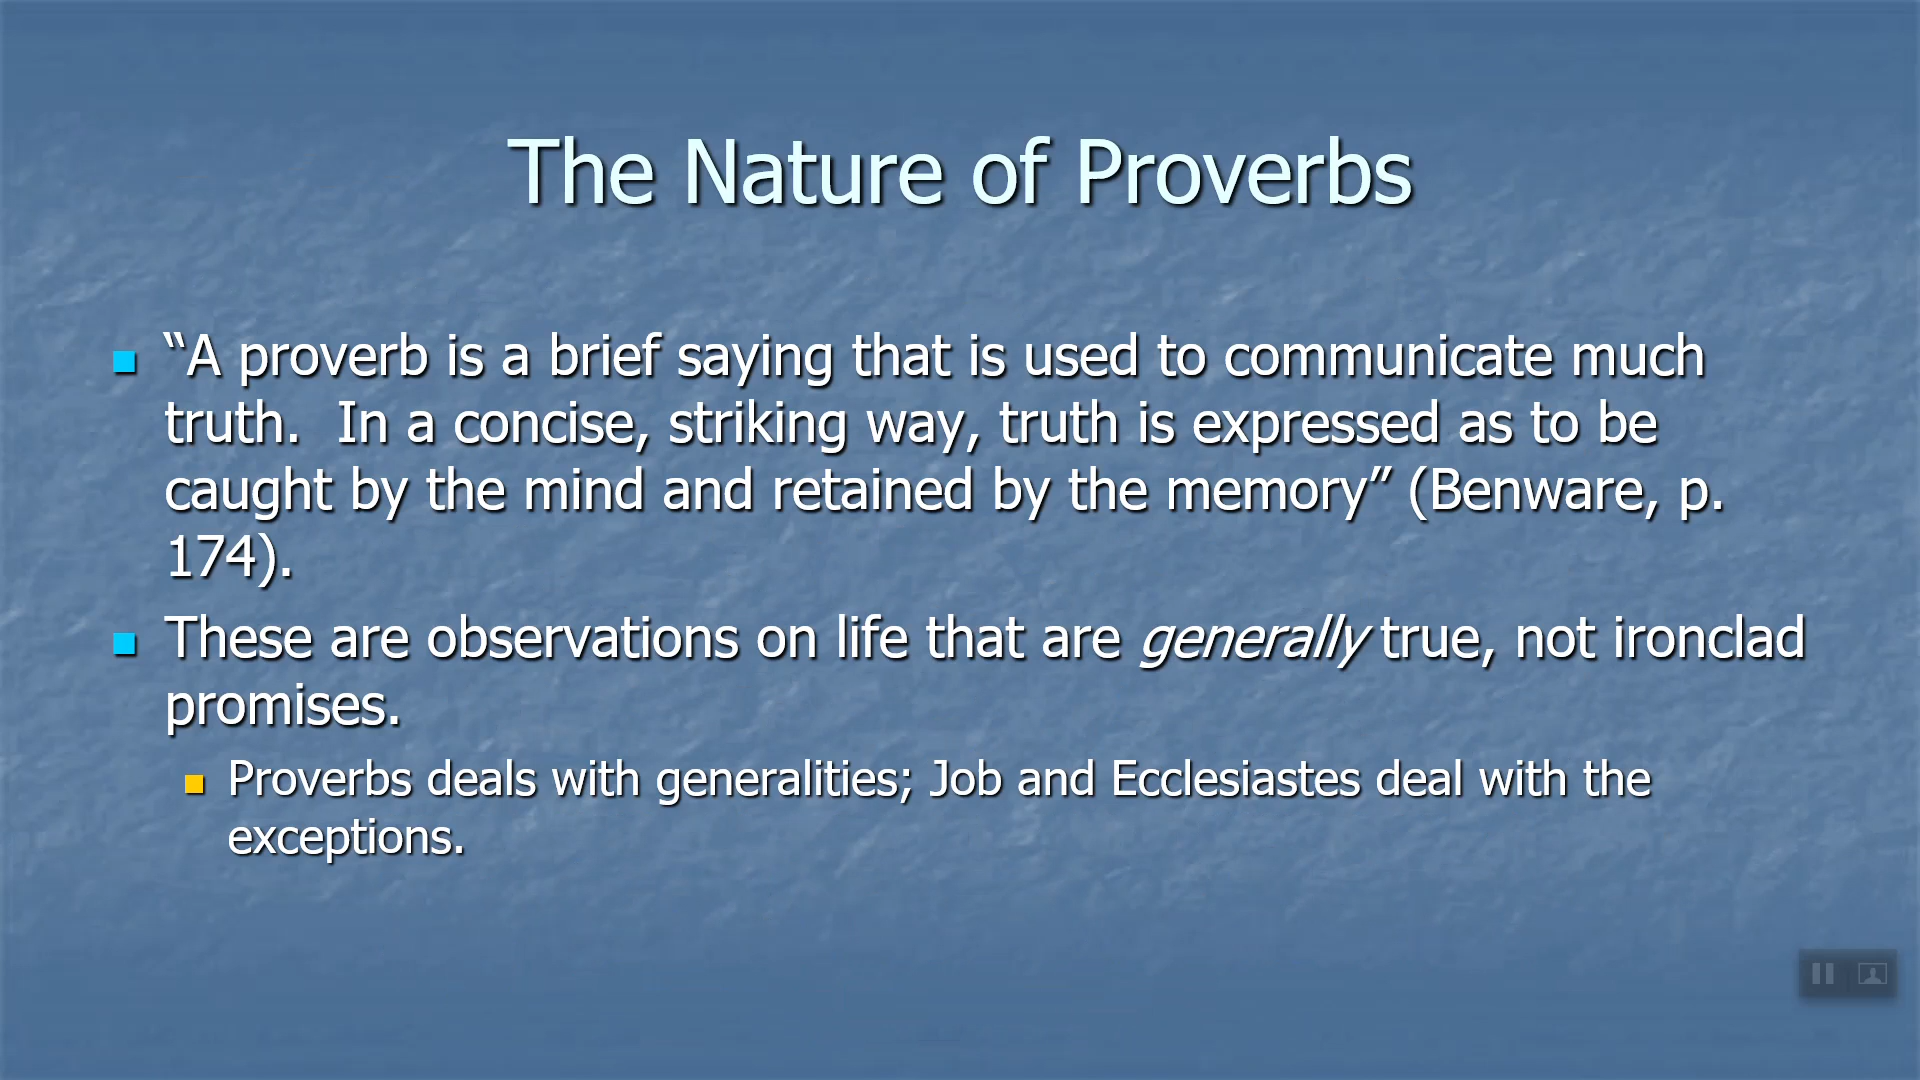 The Nature of Proverbs
“A proverb is a brief saying that is used to communicate much
truth.  In a concise, striking way, truth is expressed as to be
caught by the mind and retained by the memory” (Benware, p.
174).
These are observations on life that are generally true, not ironclad
promises.
Proverbs deals with generalities; Job and Ecclesiastes deal with the
exceptions.